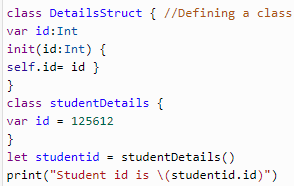 class DetailsStruct { //Defining a class
var id:Int
init(id:Int) {
self.id= id }
}
class studentDetails {
var id = 125612
}
let studentid = studentDetails()
print("Student id is \(studentid.id)")